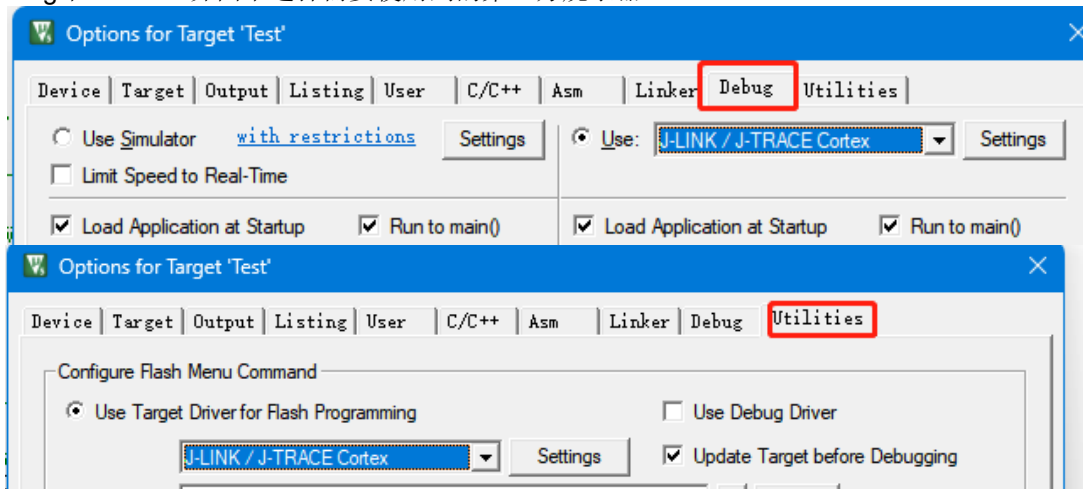 Options for Target 'Test'
Device Target Output Listing User C/C++ Asm Linker Debug Utilities
Use Simulator with restrictions Settings Use: J-LINK / J-TRACE Cortex Settings
Limit Speed to Real-Time
Load Application at Startup Run to main() Load Application at Startup Run to main()
Options for Target 'Test'
Device Target Output Listing User C/C++ Asm Linker Debug Utilities
Configure Flash Menu Command
Use Target Driver for Flash Programming Use Debug Driver
J-LINK / J-TRACE Cortex Settings Update Target before Debugging